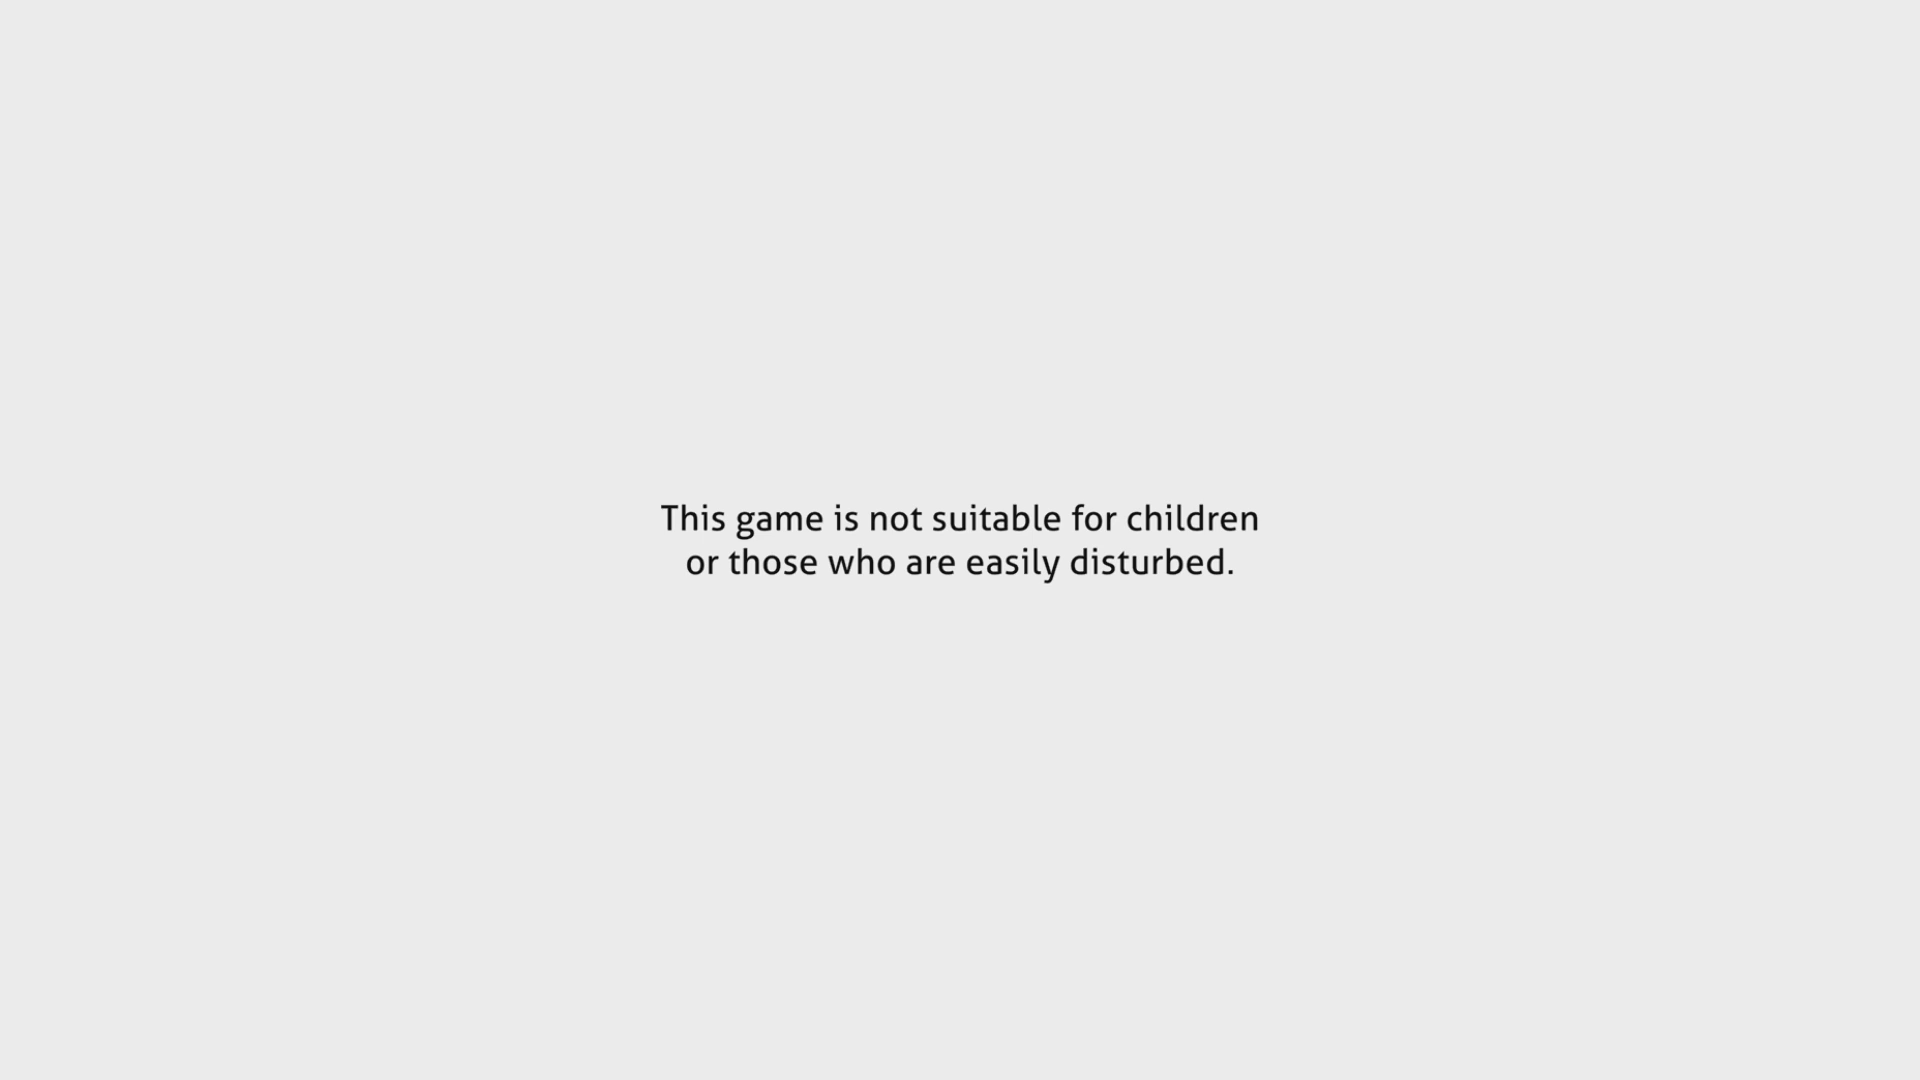 This game is not suitable for children
or those who are easily disturbed.